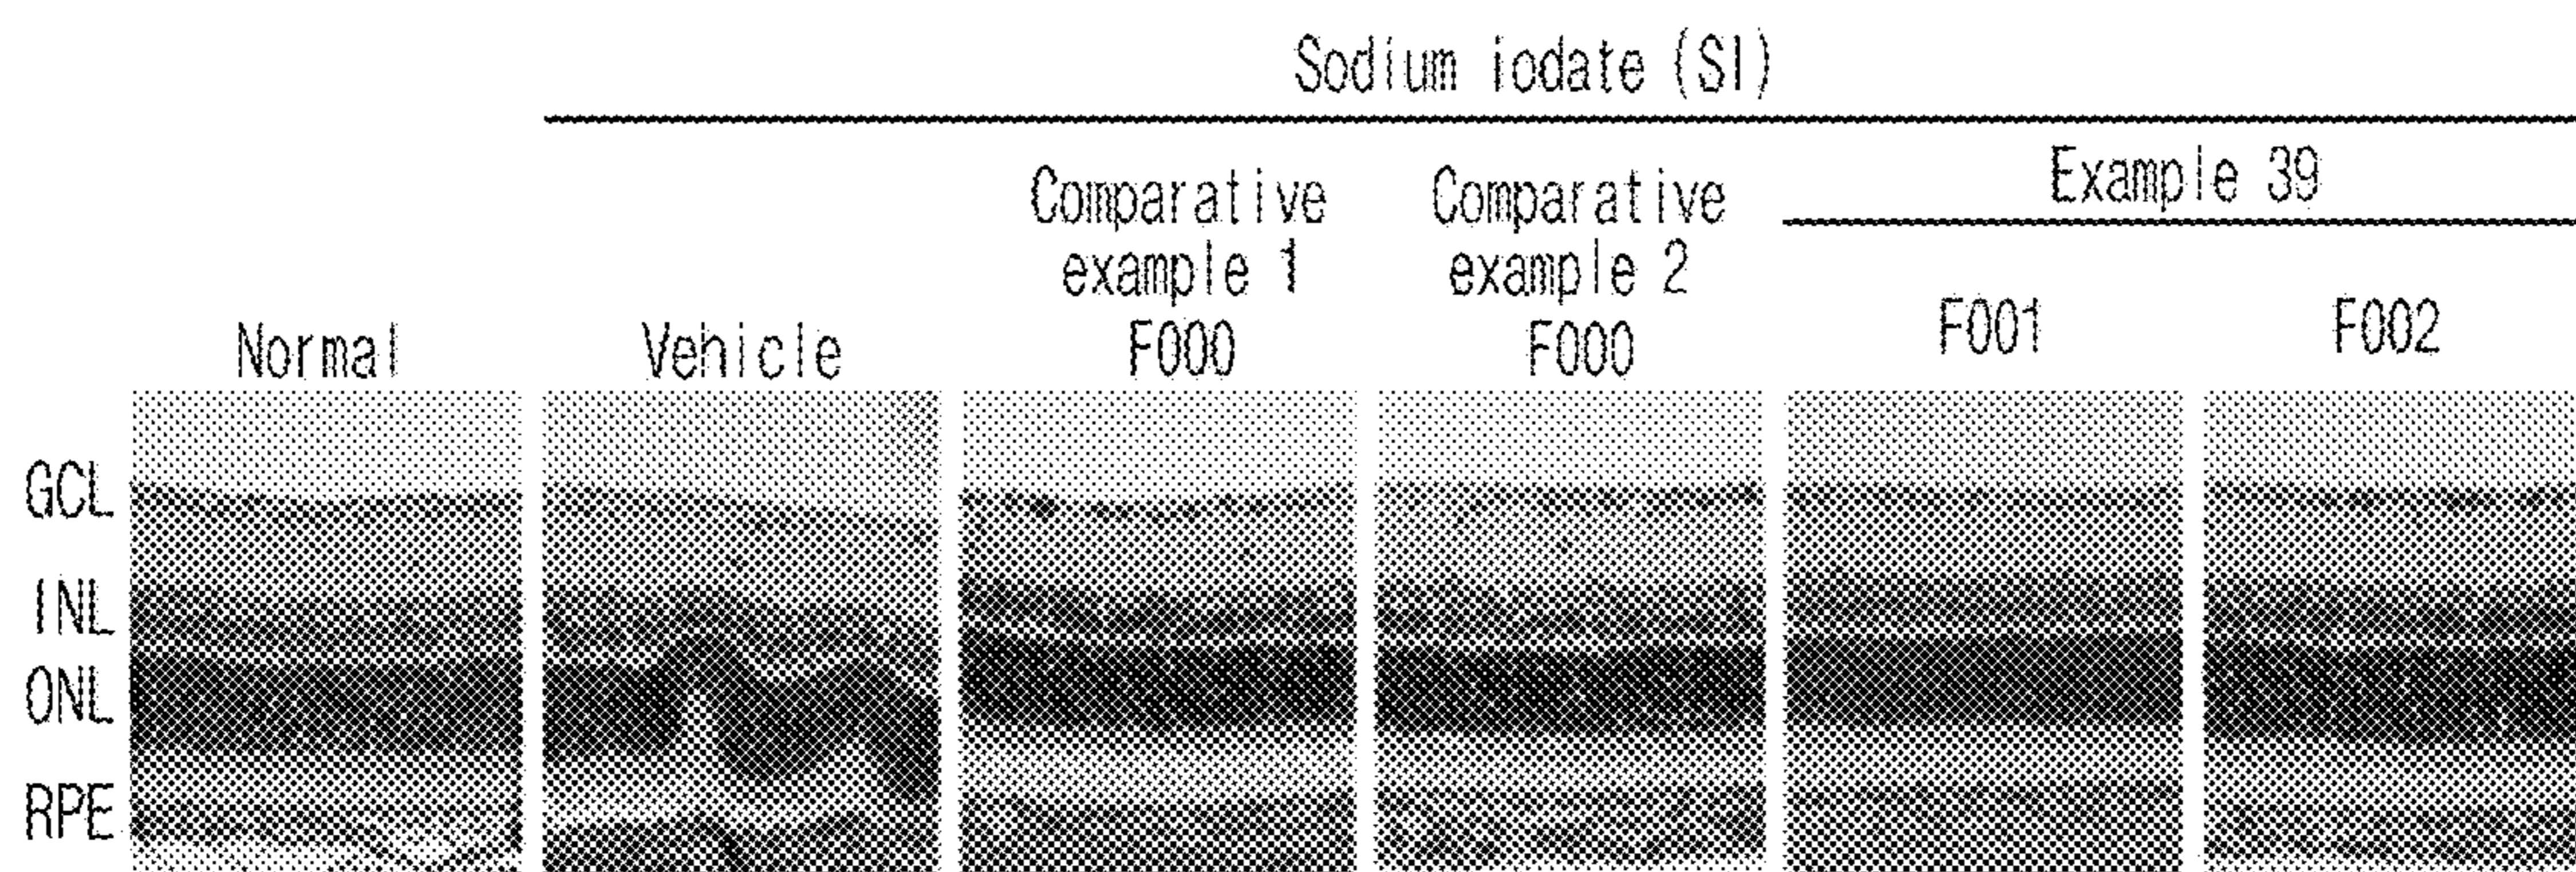 Sodium iodate (SI)
Example 39
Comparative example 1 F000
Comparative example 2 F000
F001
F002
Normal
Vehicle
GCL
INL
ONL
RPE